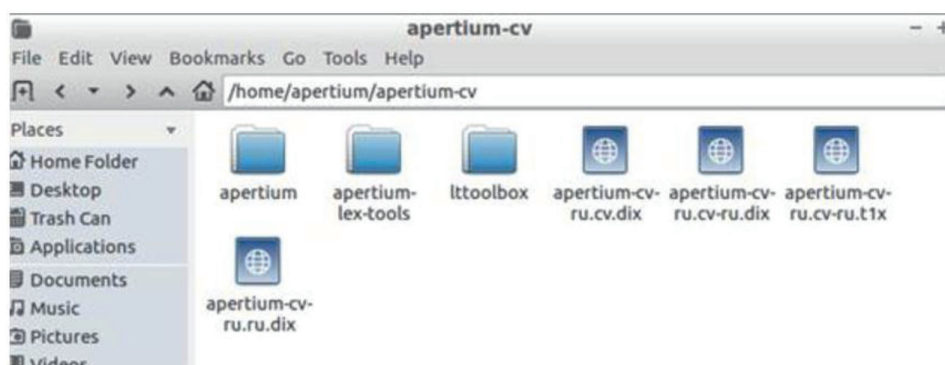 apertium-cv
File Edit View Bookmarks Go Tools Help
/home/apertium/apertium-cv
Places
Home Folder
Desktop
Trash Can
Applications
Documents
Music
Pictures
Videos
apertium
apertium-
lex-tools
lttoolbox
apertium-cv-
ru.cv.dix
apertium-cv-
ru.cv-ru.dix
apertium-cv-
ru.cv-ru.t1x
apertium-cv-
ru.ru.dix